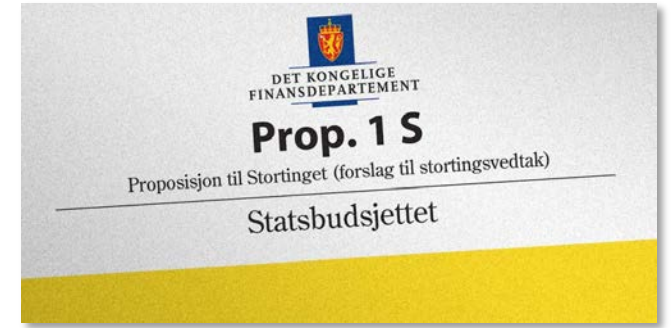 DET KONGELIGE
FINANSDEPARTEMENT
Prop. 1 S
Proposisjon til Stortinget (forslag til stortingsvedtak)
Statsbudsjettet